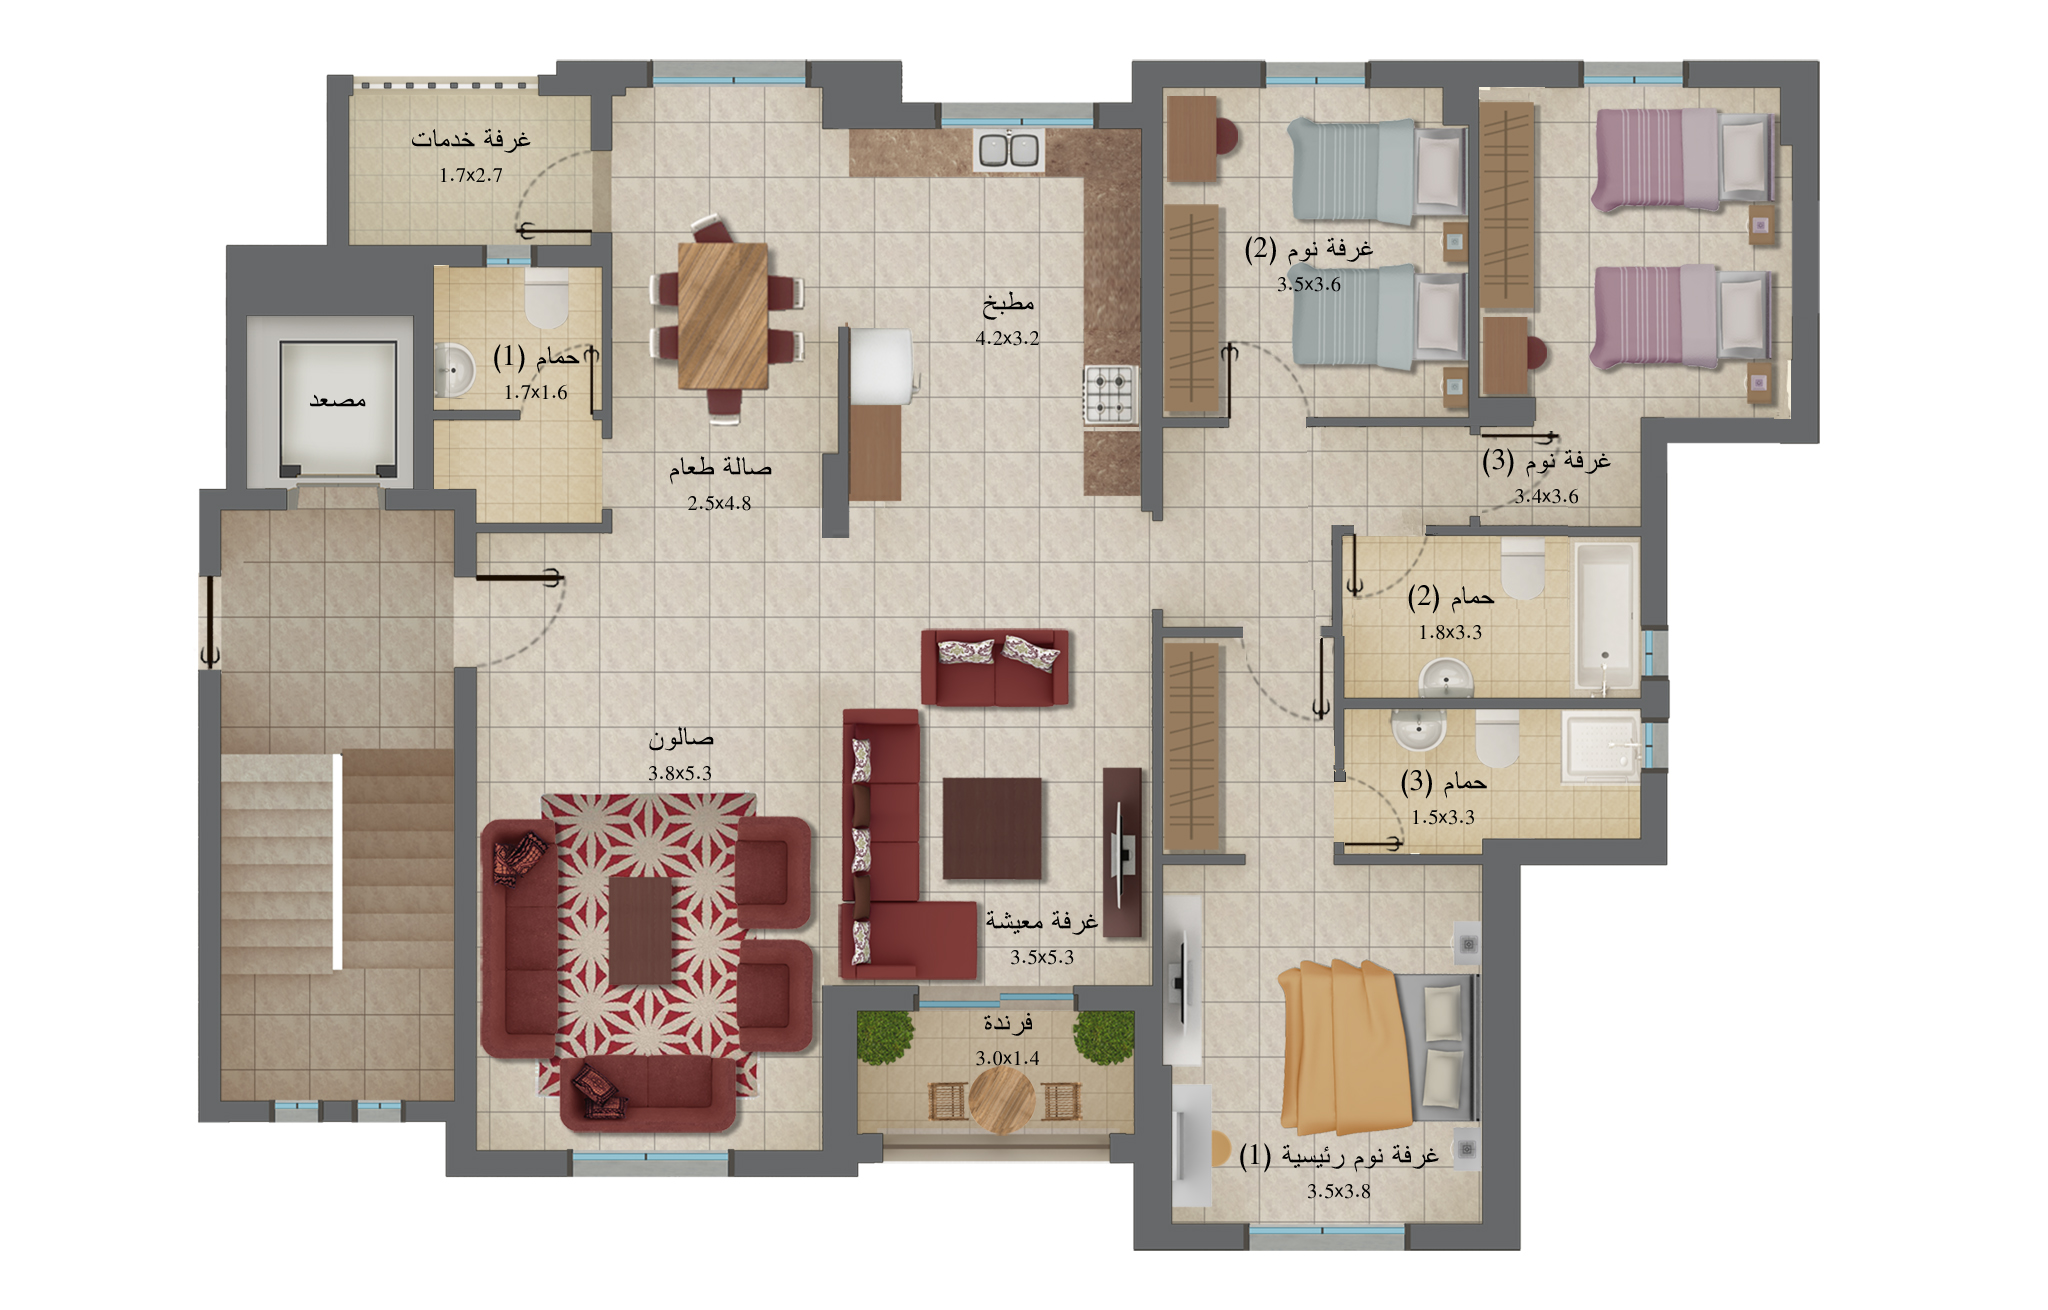 غرفة خدمات
1.7x2.7
غرفة نوم (2)
3.5x3.6
مطبخ
4.2x3.2
حمام (1)
1.7x1.6
مصعد
صالة طعام
2.5x4.8
غرفة نوم (3)
3.4x3.6
حمام (2)
1.8x3.3
صالون
3.8x5.3
حمام (3)
1.5x3.3
غرفة معيشة
3.5x5.3
فرندة
3.0x1.4
غرفة نوم رئيسية (1)
3.5x3.8